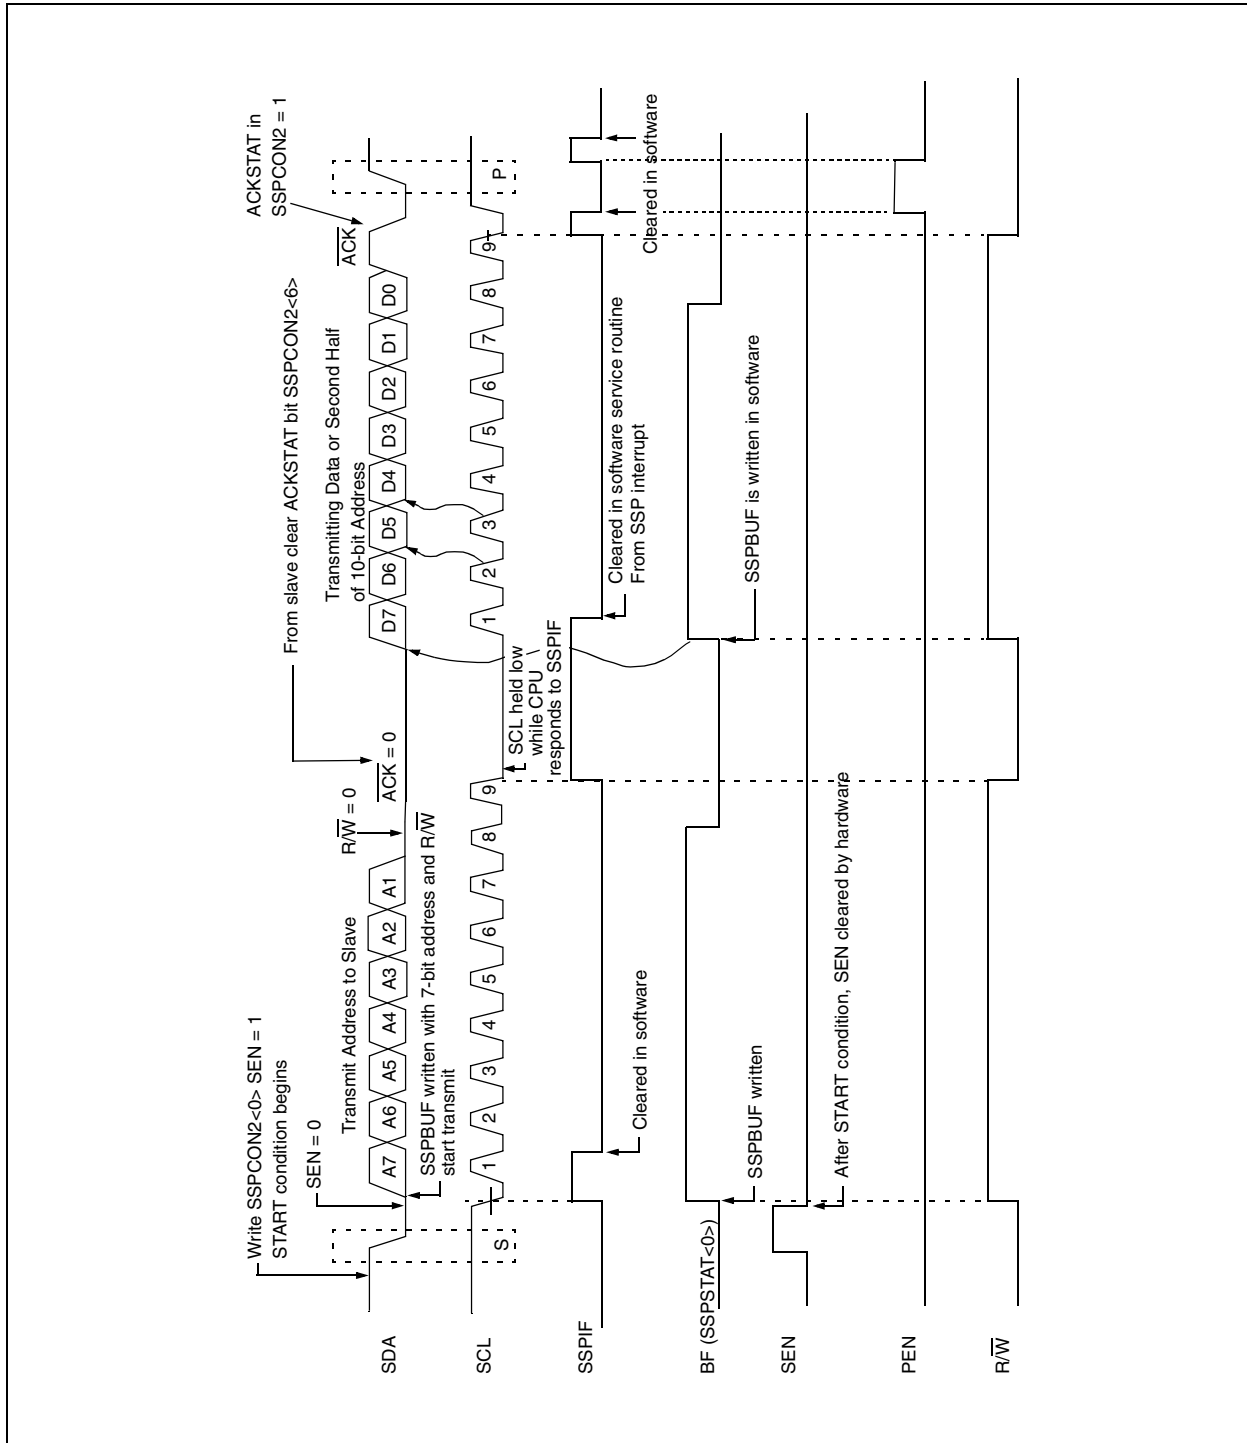 Write SSPCON2<0> SEN = 1
START condition begins
SEN = 0
Transmit Address to Slave
R/W̅ = 0
From slave clear ACKSTAT bit SSPCON2<6>
A̅C̅K̅ = 0
Transmitting Data or Second Half
of 10-bit Address
ACKSTAT in
SSPCON2 = 1
A̅C̅K̅
SDA
A7 A6 A5 A4 A3 A2 A1
D7 D6 D5 D4 D3 D2 D1 D0
SSPBUF written with 7-bit address and R/W̅
start transmit
SCL
S
1 2 3 4 5 6 7 8 9
1 2 3 4 5 6 7 8 9
P
SCL held low
while CPU
responds to SSPIF
SSPIF
Cleared in software
Cleared in software service routine
From SSP interrupt
Cleared in software
BF (SSPSTAT<0>)
SSPBUF written
SSPBUF is written in software
SEN
After START condition, SEN cleared by hardware
PEN
R/W̅